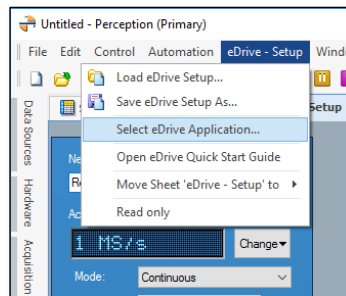 Untitled - Perception (Primary)
File Edit Control Automation eDrive - Setup
Load eDrive Setup...
Save eDrive Setup As...
Setup
Select eDrive Application...
Open eDrive Quick Start Guide
Move Sheet 'eDrive - Setup' to
Read only
Data Sources
Hardware
Acquisition
1 MS/s
Change
Mode:
Continuous